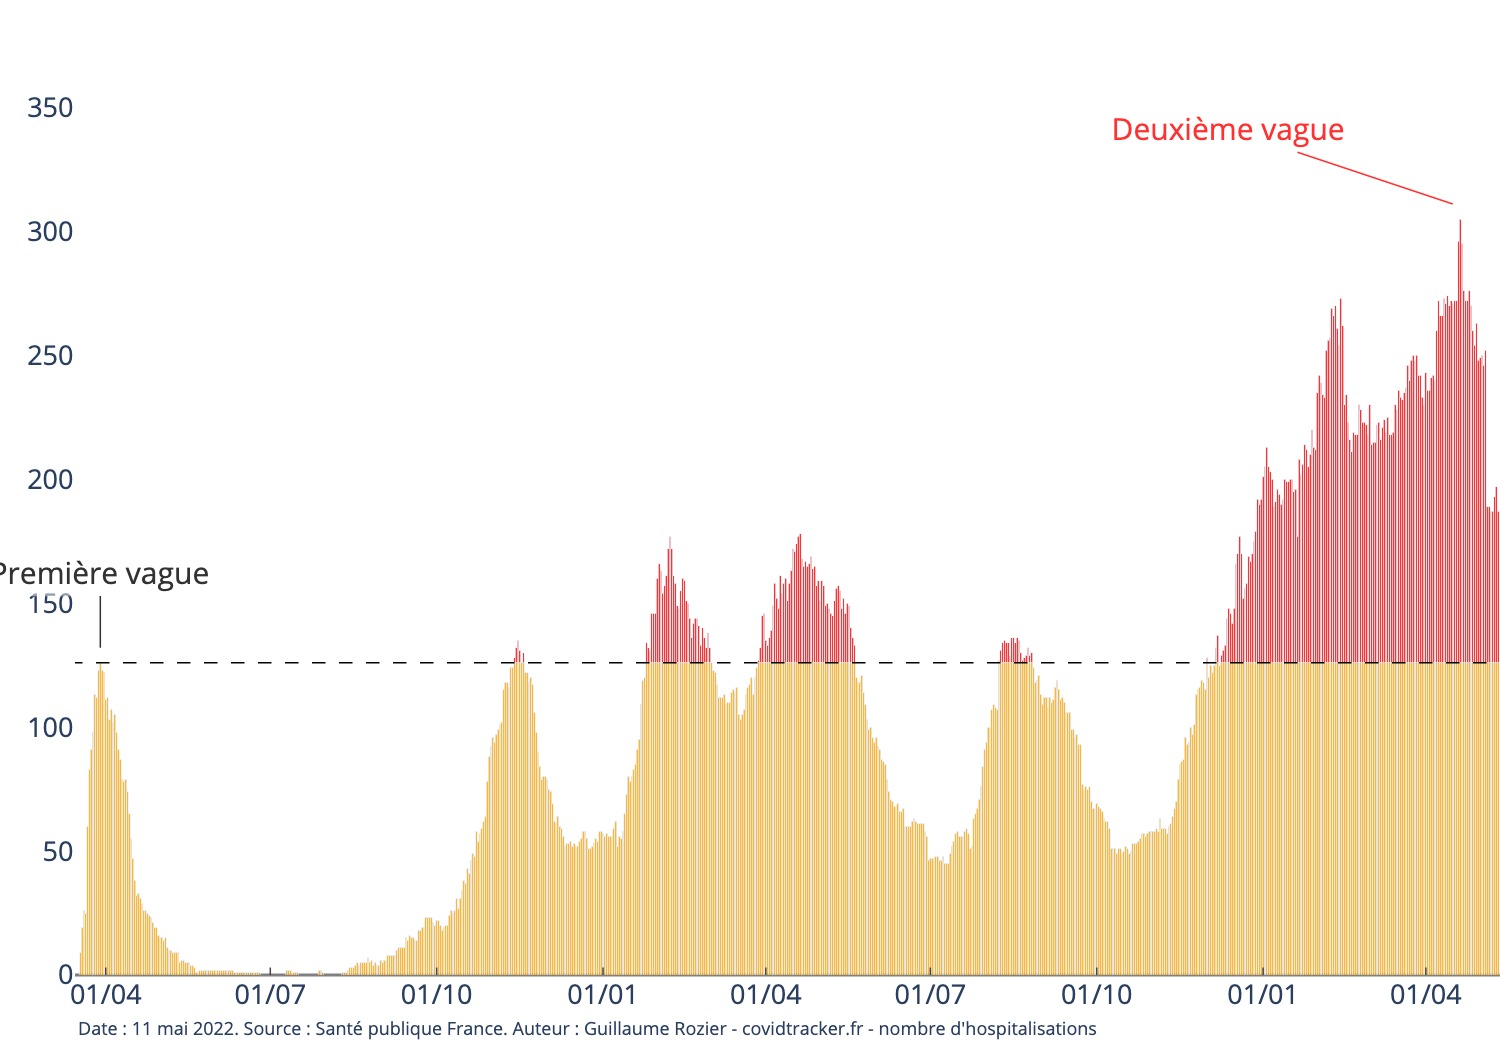 350
Deuxième vague
300
250
200
Première vague
150
100
50
0
01/04 01/07 01/10 01/01 01/04 01/07 01/10 01/01 01/04
Date : 11 mai 2022. Source : Santé publique France. Auteur : Guillaume Rozier - covidtracker.fr - nombre d'hospitalisations